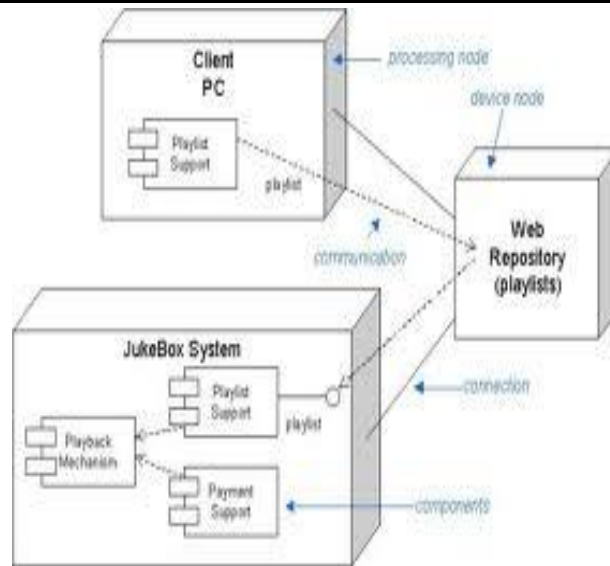 Client
PC
processing node
device node
Playlist
Support
playlist
communication
Web
Repository
(playlists)
JukeBox System
Playlist
Support
playlist
connection
Playback
Mechanism
Payment
Support
components